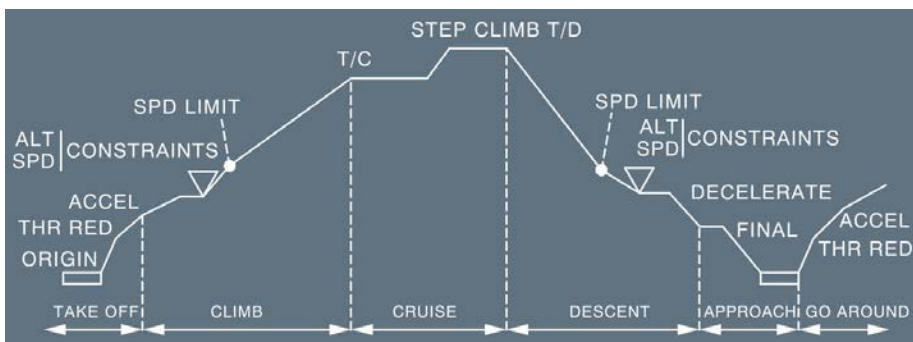 STEP CLIMB T/D
T/C
SPD LIMIT
ALT
SPD
CONSTRAINTS
ACCEL
THR RED
ORIGIN
SPD LIMIT
ALT
SPD
CONSTRAINTS
DECELERATE
FINAL
ACCEL
THR RED
TAKE OFF
CLIMB
CRUISE
DESCENT
APPROACH
GO AROUND